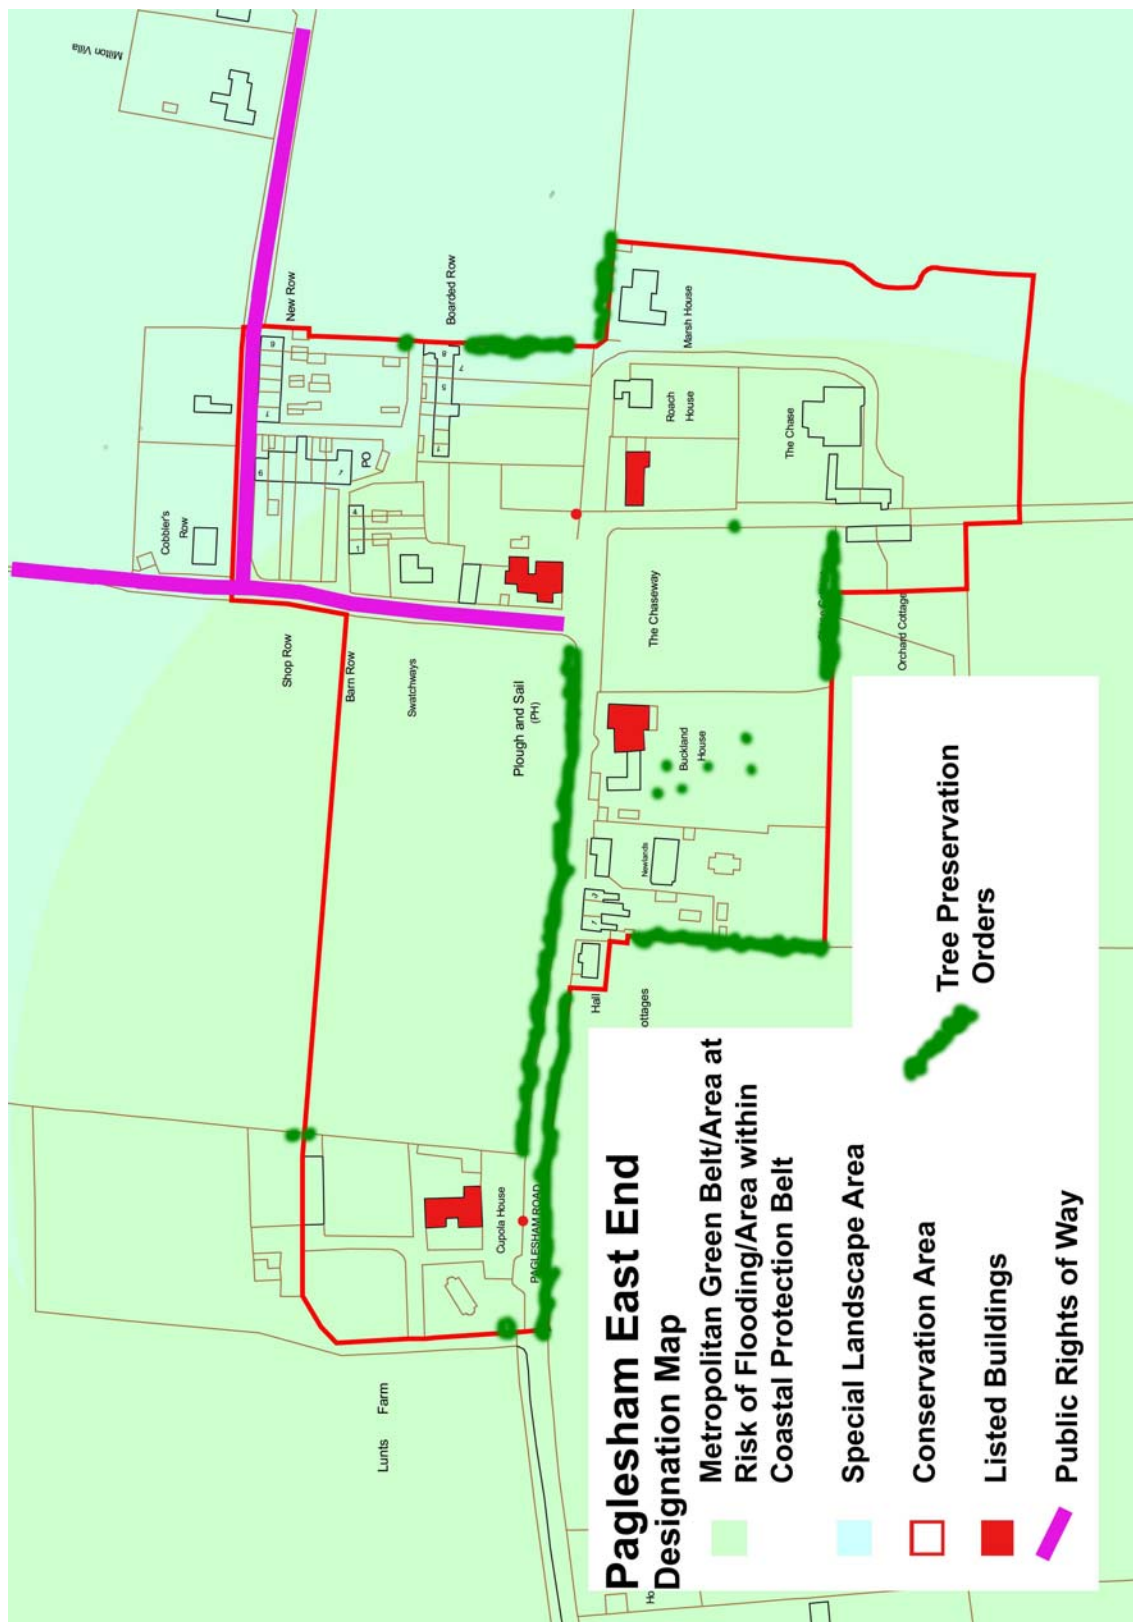 Milton Villa
New Row
Boarded Row
Marsh House
Cobbler's
Row
PO
Roach
House
The Chase
Shop Row
Barn Row
Swatchways
Plough and Sail
(PH)
The Chaseway
Orchard Cottage
Buckland
House
Newlands
Hall
ottages
Cupola House
PAGLESHAM ROAD
Lunts Farm
Ho
Paglesham East End
Designation Map
Metropolitan Green Belt/Area at
Risk of Flooding/Area within
Coastal Protection Belt
Special Landscape Area
Conservation Area
Listed Buildings
Public Rights of Way
Tree Preservation
Orders